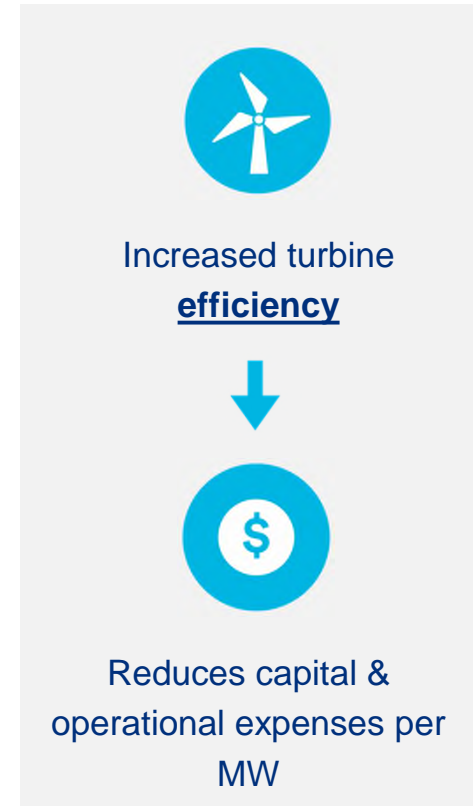 Increased turbine
efficiency
$
Reduces capital &
operational expenses per
MW